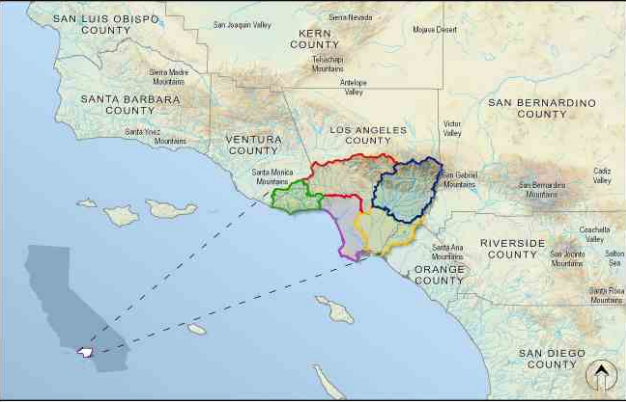 SAN LUIS OBISPO
COUNTY
San Joaquin Valley
Sierra Nevada
KERN
COUNTY
Mojave Desert
Tehachapi
Mountains
Sierra Madre
Mountains
Antelope
Valley
SANTA BARBARA
COUNTY
SAN BERNARDINO
COUNTY
Santa Ynez
Mountains
VENTURA
COUNTY
LOS ANGELES
COUNTY
Victor
Valley
Santa Monica
Mountains
San Gabriel
Mountains
San Bernardino
Mountains
Cadiz
Valley
Santa Ana
Mountains
RIVERSIDE
COUNTY
Coachella
Valley
San Jacinto
Mountains
Salton
Sea
ORANGE
COUNTY
Santa Rosa
Mountains
SAN DIEGO
COUNTY